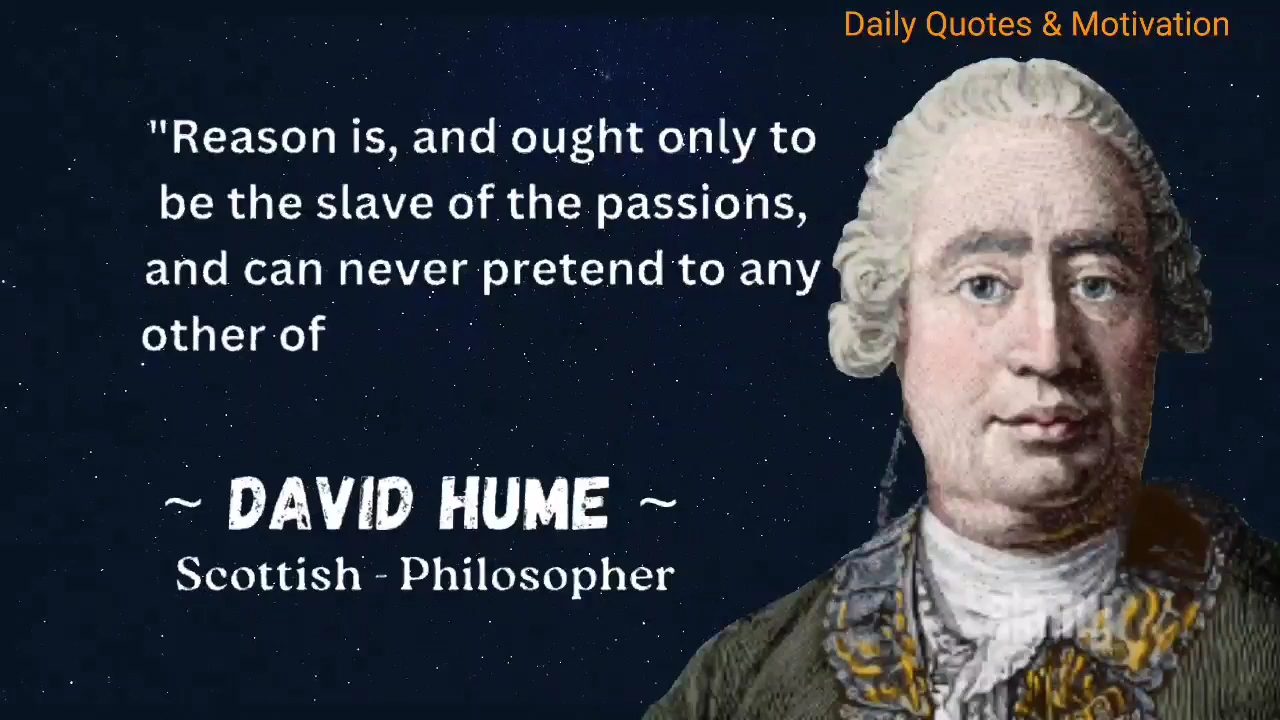 Daily Quotes & Motivation
"Reason is, and ought only to
be the slave of the passions,
and can never pretend to any
other of
~ DAVID HUME ~
Scottish - Philosopher